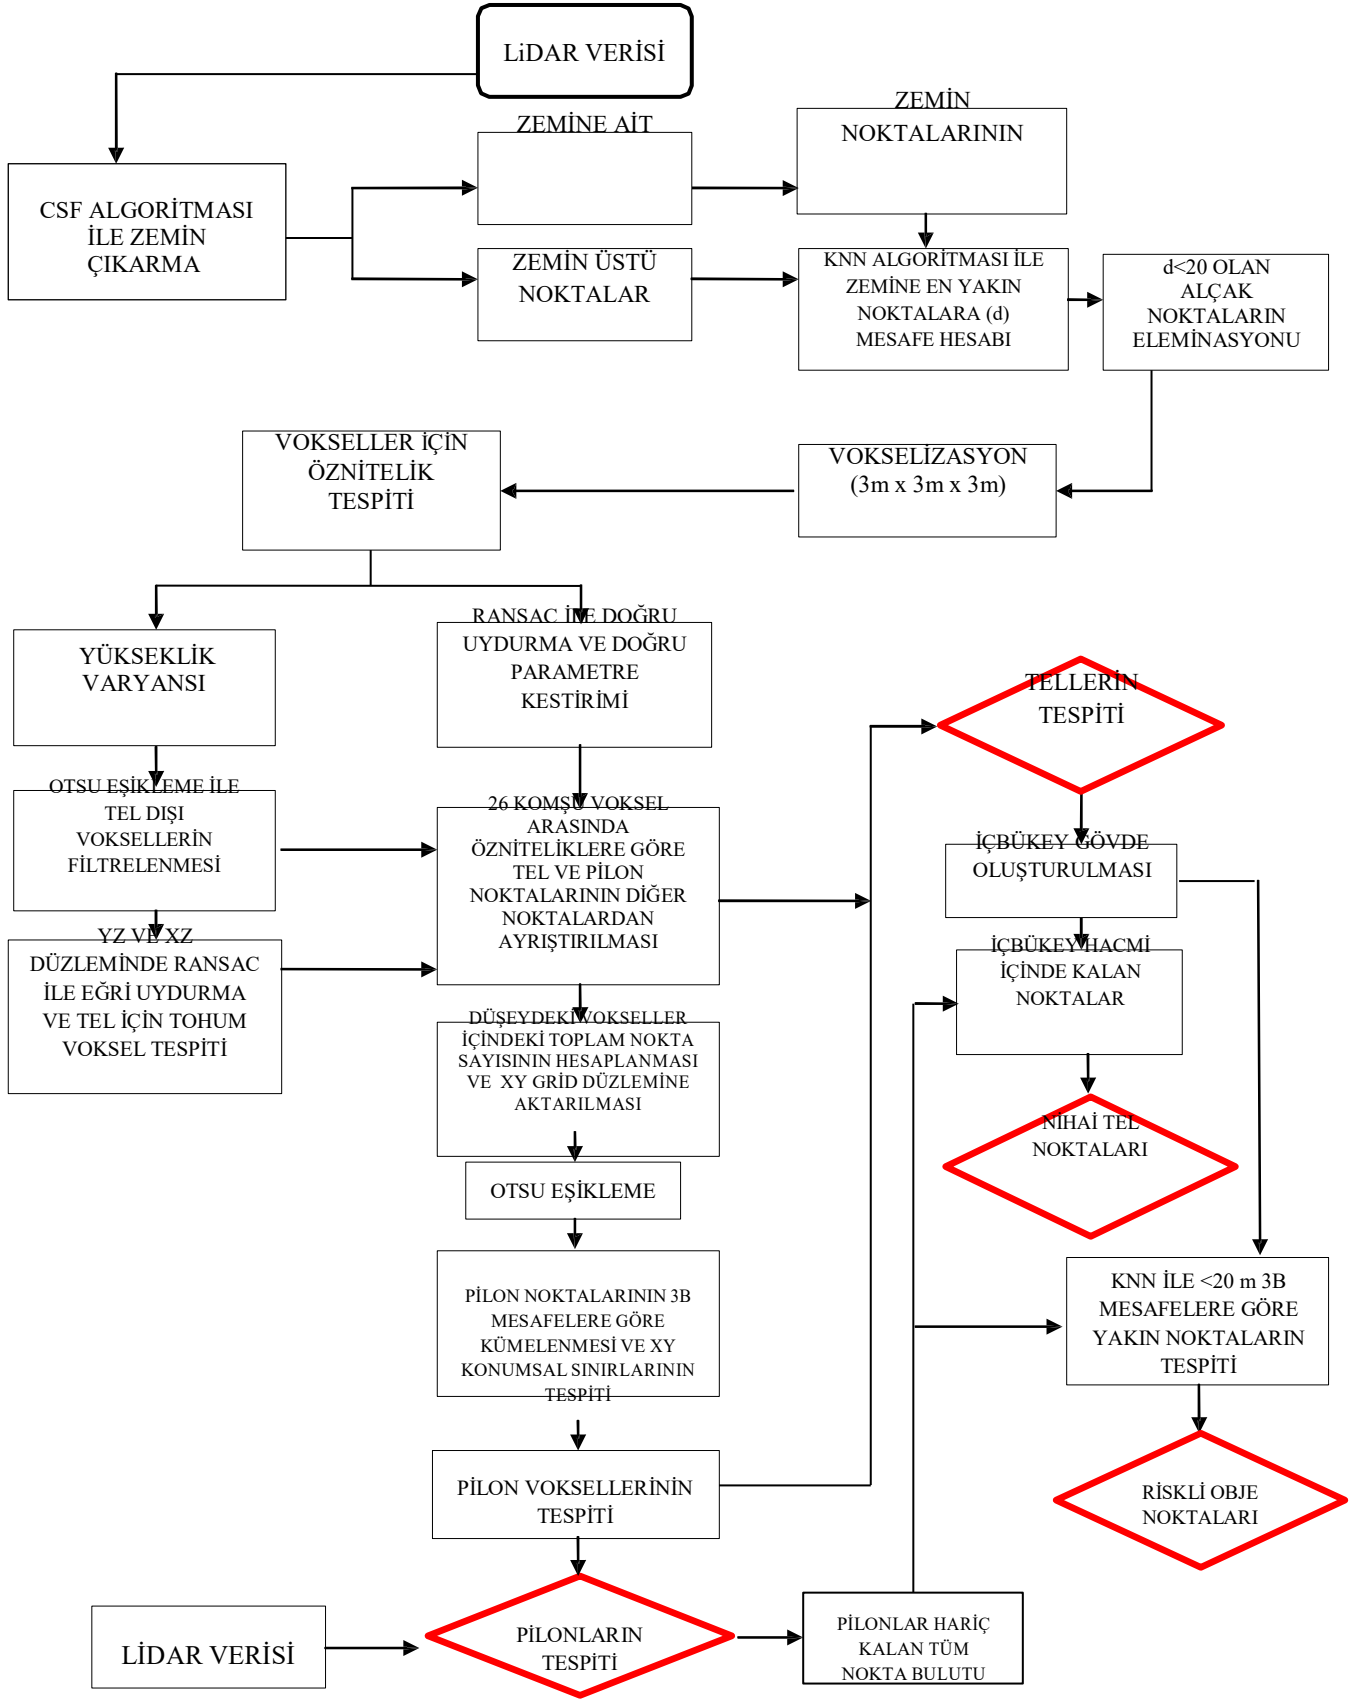 LiDAR VERİSİ
ZEMİNE AİT
ZEMİN
NOKTALARININ
CSF ALGORİTMASI
İLE ZEMİN
ÇIKARMA
ZEMİN ÜSTÜ
NOKTALAR
KNN ALGORİTMASI İLE
ZEMİNE EN YAKIN
NOKTALARA (d)
MESAFE HESABI
d<20 OLAN
ALÇAK
NOKTALARIN
ELEMİNASYONU
VOKSELLER İÇİN
ÖZNİTELİK
TESPİTİ
VOKSELİZASYON
(3m x 3m x 3m)
YÜKSEKLİK
VARYANSI
RANSAC İLE DOĞRU
UYDURMA VE DOĞRU
PARAMETRE
KESTİRİMİ
TELLERİN
TESPİTİ
OTSU EŞİKLEME İLE
TEL DIŞI
VOKSELLERİN
FİLTRELENMESİ
26 KOMŞU VOKSEL
ARASINDA
ÖZNİTELİKLERE GÖRE
TEL VE PİLON
NOKTALARININ DİĞER
NOKTALARDAN
AYRIŞTIRILMASI
İÇBÜKEY GÖVDE
OLUŞTURULMASI
YZ VE XZ
DÜZLEMİNDE RANSAC
İLE EĞRİ UYDURMA
VE TEL İÇİN TOHUM
VOKSEL TESPİTİ
İÇBÜKEY HACMİ
İÇİNDE KALAN
NOKTALAR
DÜŞEYDEKİ VOKSELLER
İÇİNDEKİ TOPLAM NOKTA
SAYISININ HESAPLANMASI
VE XY GRİD DÜZLEMİNE
AKTARILMASI
NİHAİ TEL
NOKTALARI
OTSU EŞİKLEME
PİLON NOKTALARININ 3B
MESAFELERE GÖRE
KÜMELENMESİ VE XY
KONUMSAL SINIRLARININ
TESPİTİ
KNN İLE <20 m 3B
MESAFELERE GÖRE
YAKIN NOKTALARIN
TESPİTİ
PİLON VOKSELLERİNİN
TESPİTİ
RİSKLİ OBJE
NOKTALARI
LİDAR VERİSİ
PİLONLARIN
TESPİTİ
PİLONLAR HARİÇ
KALAN TÜM
NOKTA BULUTU